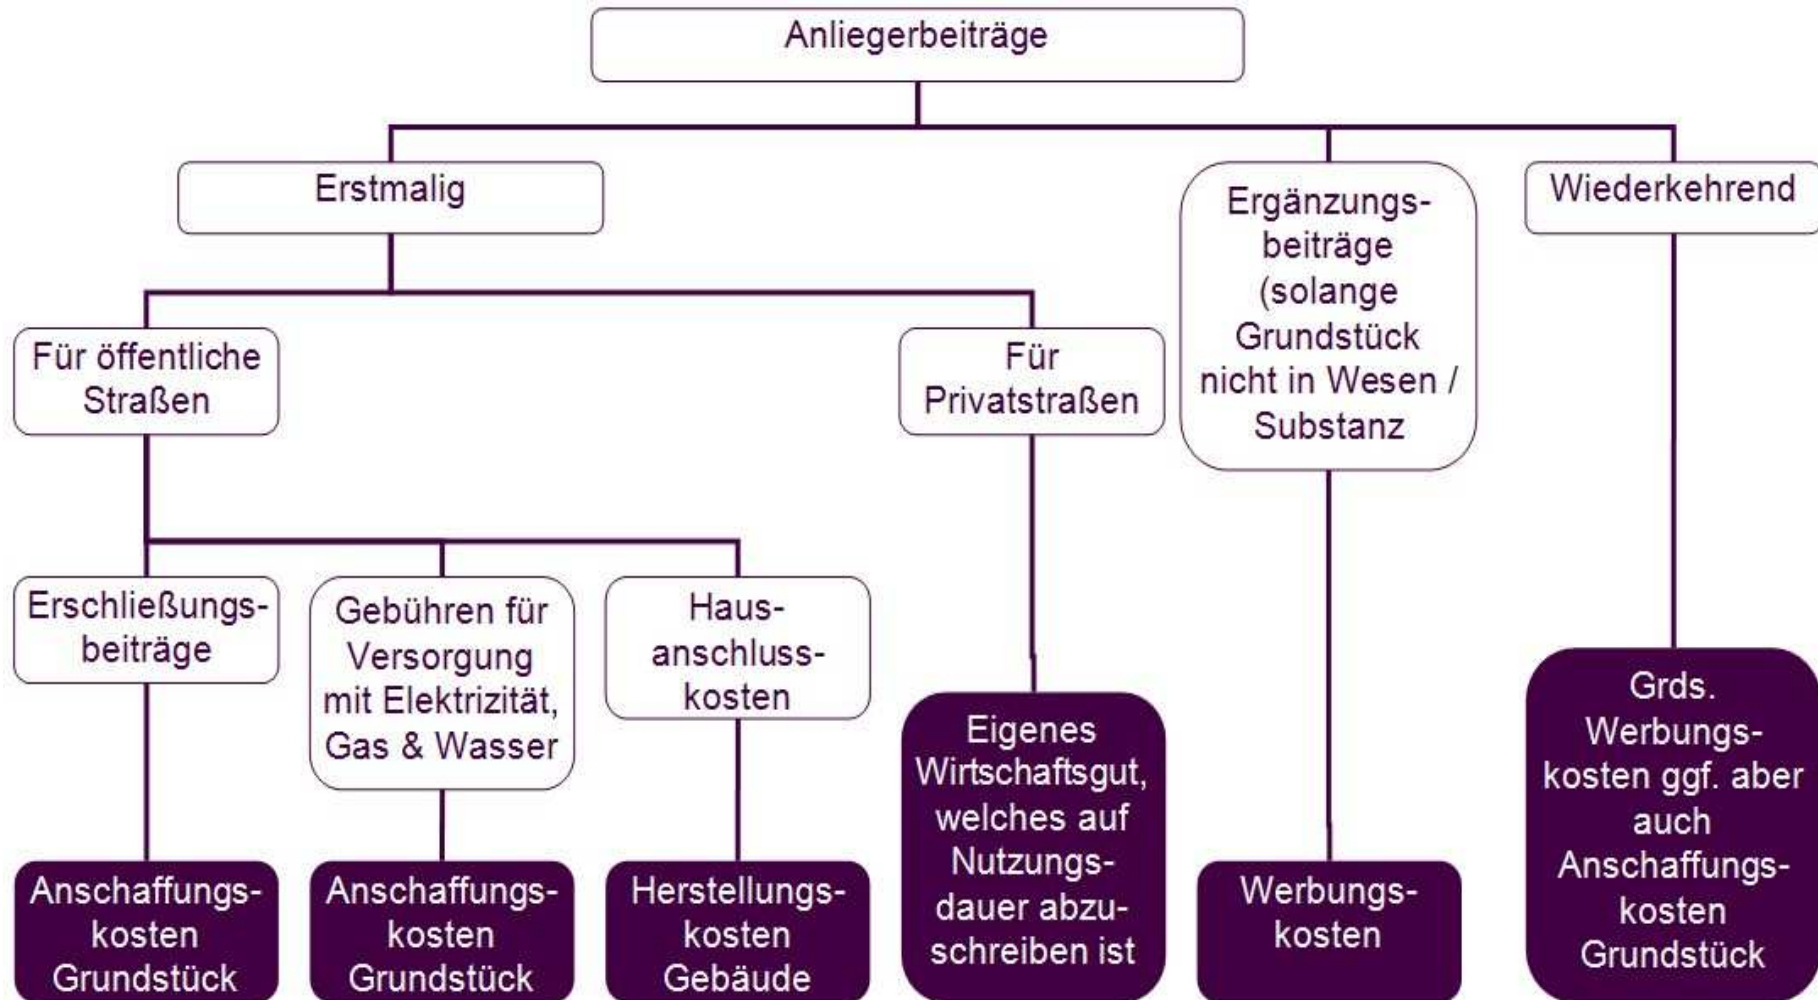 Anliegerbeiträge
Erstmalig
Ergänzungs-
beiträge
(solange
Grundstück
nicht in Wesen /
Substanz
Wiederkehrend
Für öffentliche
Straßen
Für
Privatstraßen
Erschließungs-
beiträge
Gebühren für
Versorgung
mit Elektrizität,
Gas & Wasser
Haus-
anschluss-
kosten
Anschaffungs-
kosten
Grundstück
Anschaffungs-
kosten
Grundstück
Herstellungs-
kosten
Gebäude
Eigenes
Wirtschaftsgut,
welches auf
Nutzungs-
dauer abzu-
schreiben ist
Werbungs-
kosten
Grds.
Werbungs-
kosten ggf. aber
auch
Anschaffungs-
kosten
Grundstück